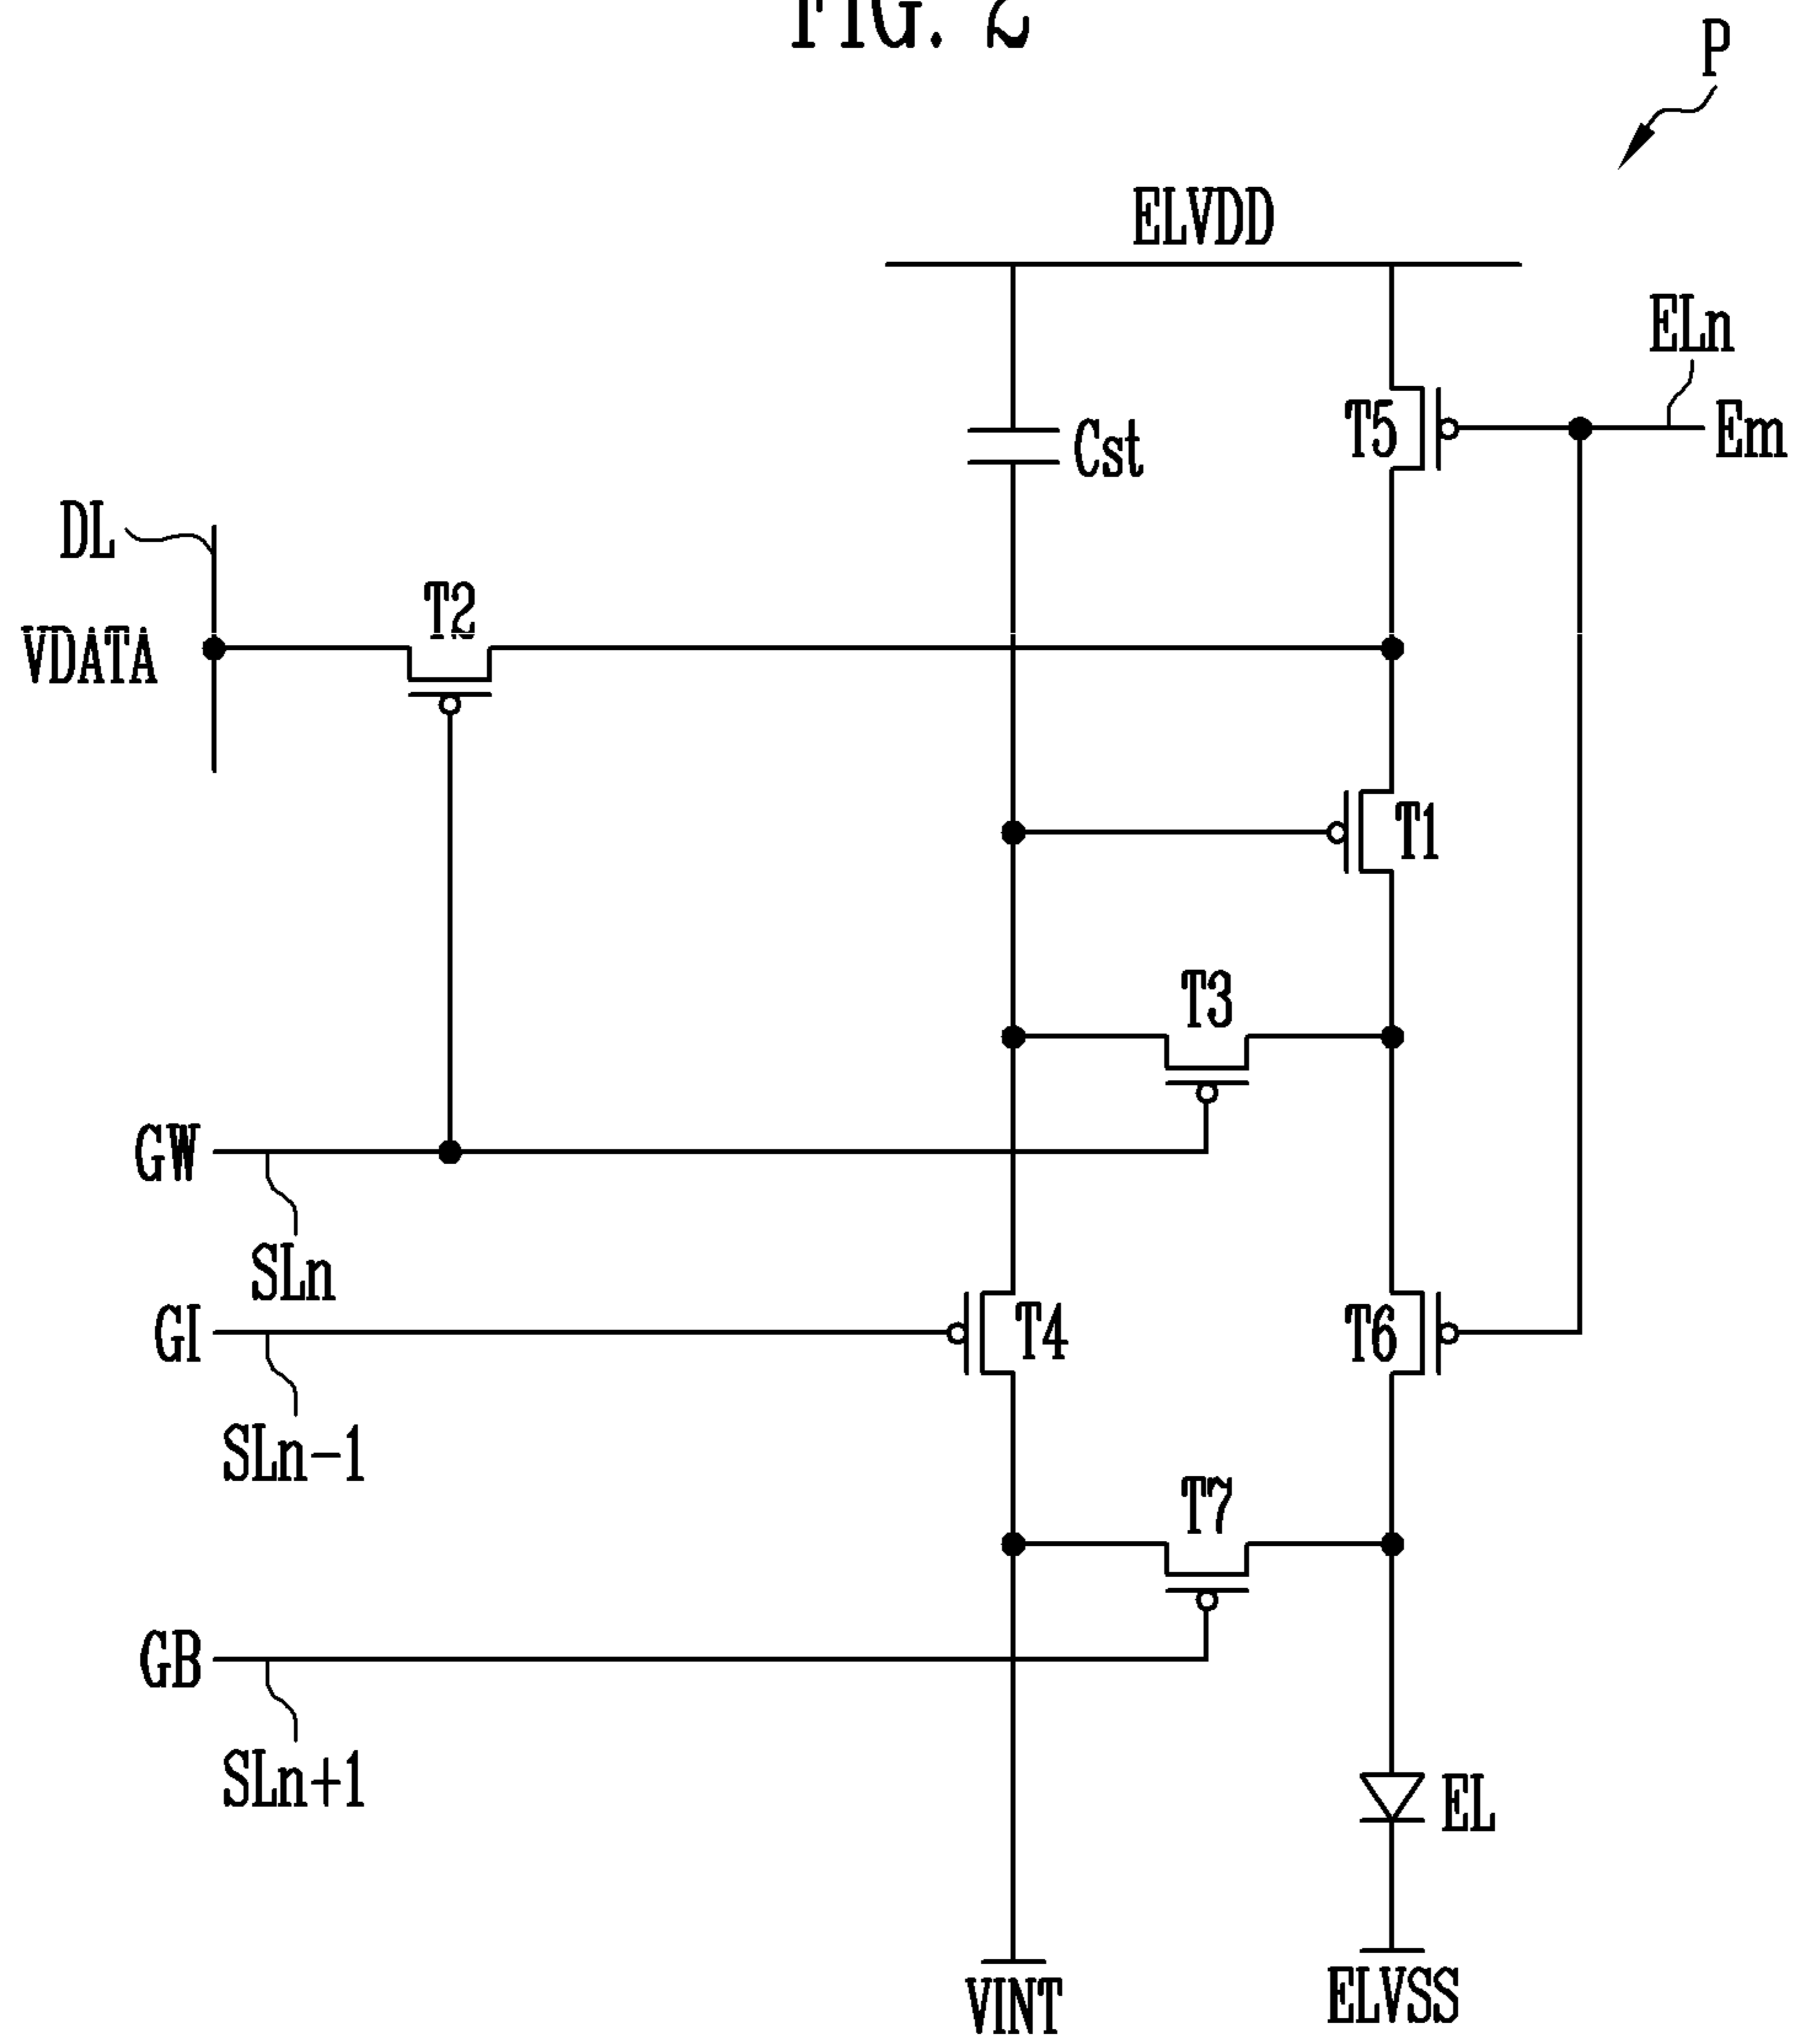 FIG. 2
P
ELVDD
ELn
T5
Em
Cst
DL
T2
VDATA
T1
T3
GW
SLn
GI
T4
T6
SLn-1
T7
GB
SLn+1
EL
VINT
ELVSS